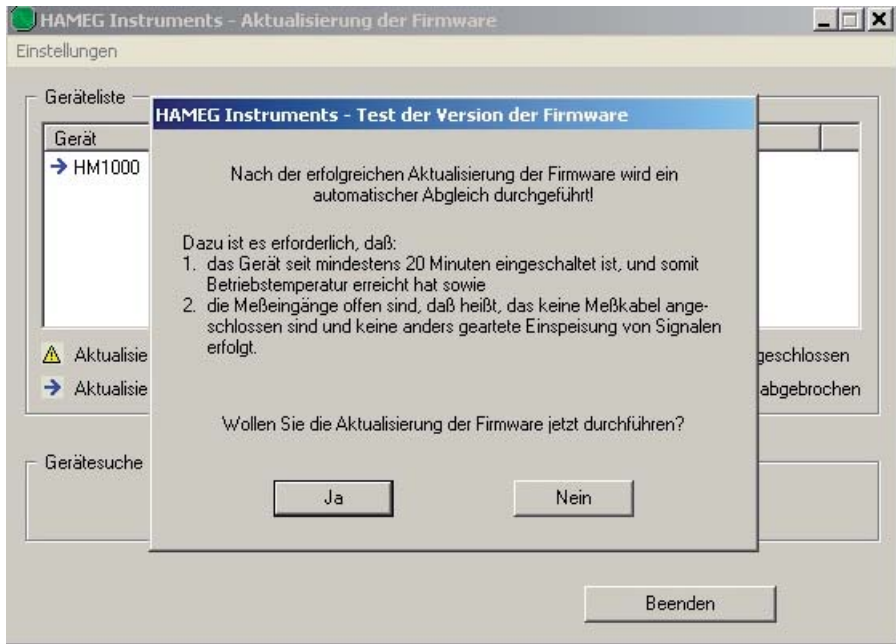 HAMEG Instruments - Aktualisierung der Firmware
Einstellungen
Geräteliste
Gerät
HM1000
HAMEG Instruments - Test der Version der Firmware
Nach der erfolgreichen Aktualisierung der Firmware wird ein
automatischer Abgleich durchgeführt!
Dazu ist es erforderlich, daß:
1. das Gerät seit mindestens 20 Minuten eingeschaltet ist, und somit
Betriebstemperatur erreicht hat sowie
2. die Meßeingänge offen sind, daß heißt, das keine Meßkabel ange-
schlossen sind und keine anders geartete Einspeisung von Signalen
erfolgt.
Wollen Sie die Aktualisierung der Firmware jetzt durchführen?
Ja
Nein
Aktualisie
geschlossen
Aktualisie
abgebrochen
Gerätesuche
Beenden